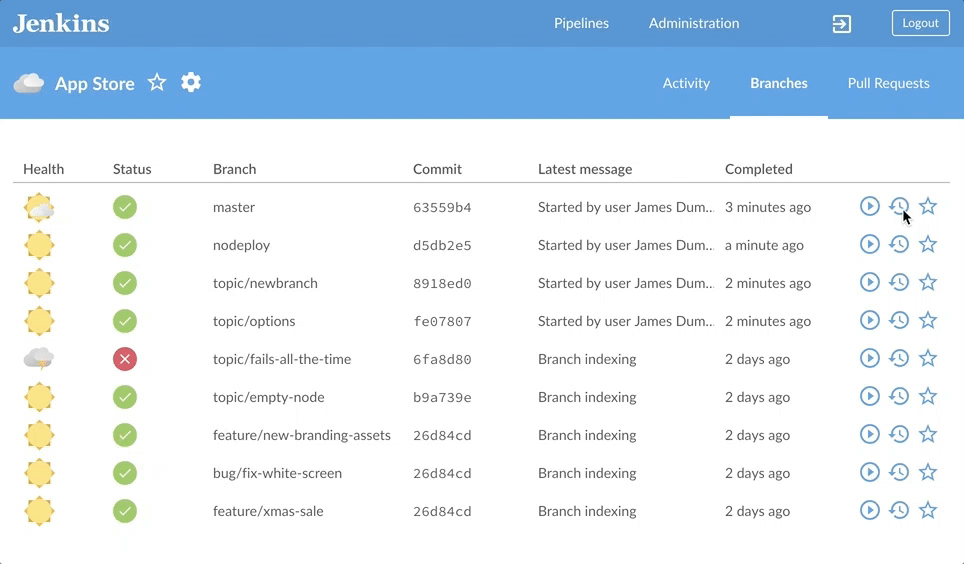 Jenkins Pipelines Administration Logout
App Store Activity Branches Pull Requests
Health Status Branch Commit Latest message Completed
master 63559b4 Started by user James Dum... 3 minutes ago
nodeploy d5db2e5 Started by user James Dum... a minute ago
topic/newbranch 8918ed0 Started by user James Dum... 2 minutes ago
topic/options fe07807 Started by user James Dum... 2 minutes ago
topic/fails-all-the-time 6fa8d80 Branch indexing 2 days ago
topic/empty-node b9a739e Branch indexing 2 days ago
feature/new-branding-assets 26d84cd Branch indexing 2 days ago
bug/fix-white-screen 26d84cd Branch indexing 2 days ago
feature/xmas-sale 26d84cd Branch indexing 2 days ago